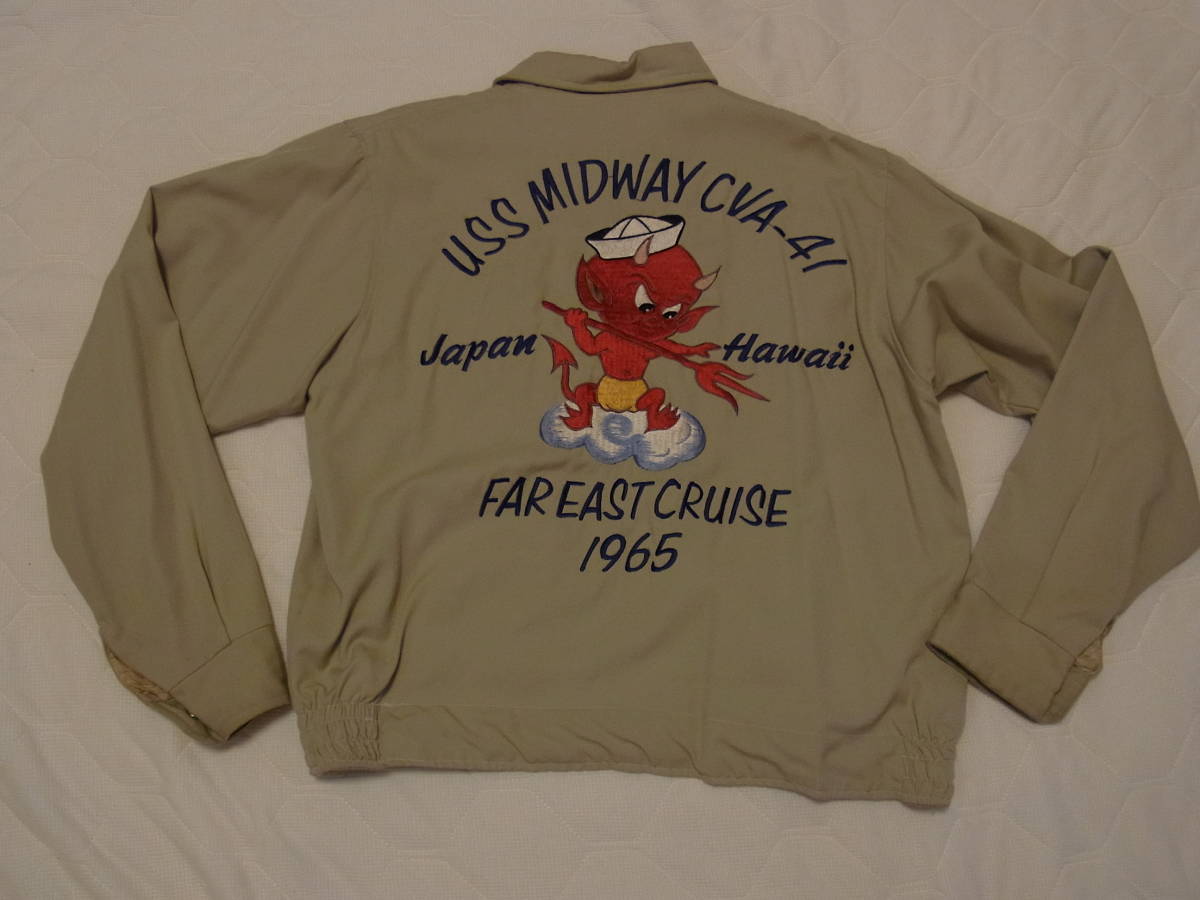 USS MIDWAY CVA-41
Japan Hawaii
FAR EAST CRUISE
1965